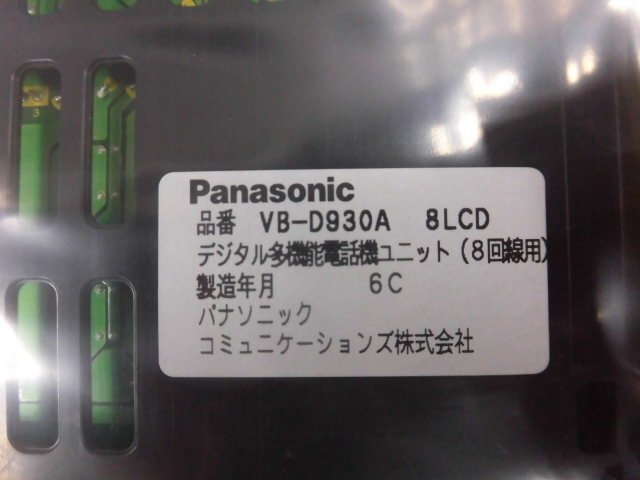 Panasonic
品番 VB-D930A 8LCD
デジタル多機能電話機ユニット(8回線用)
製造年月 6C
パナソニック
コミュニケーションズ株式会社
3